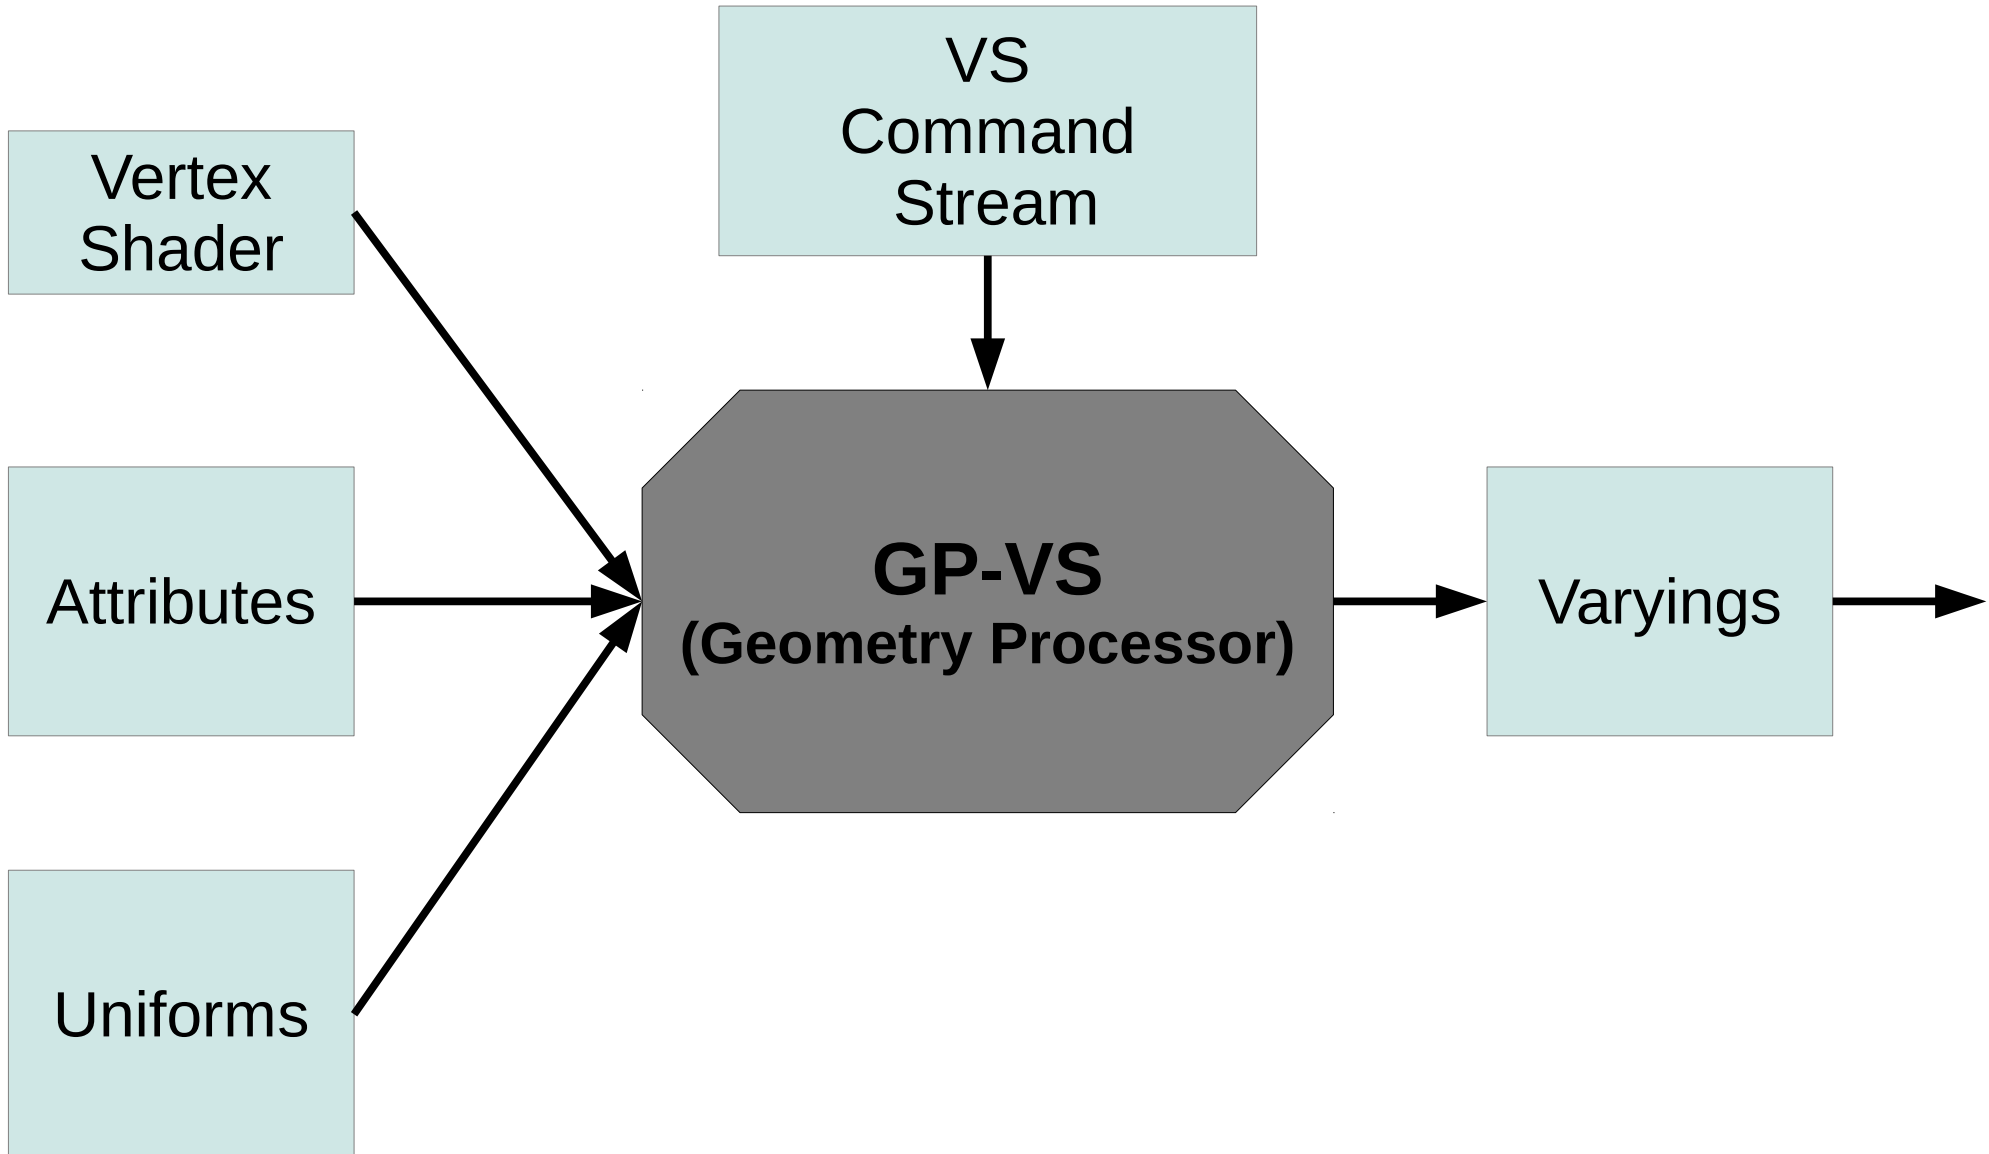 VS
Command
Stream
Vertex
Shader
Attributes
GP-VS
(Geometry Processor)
Varyings
Uniforms